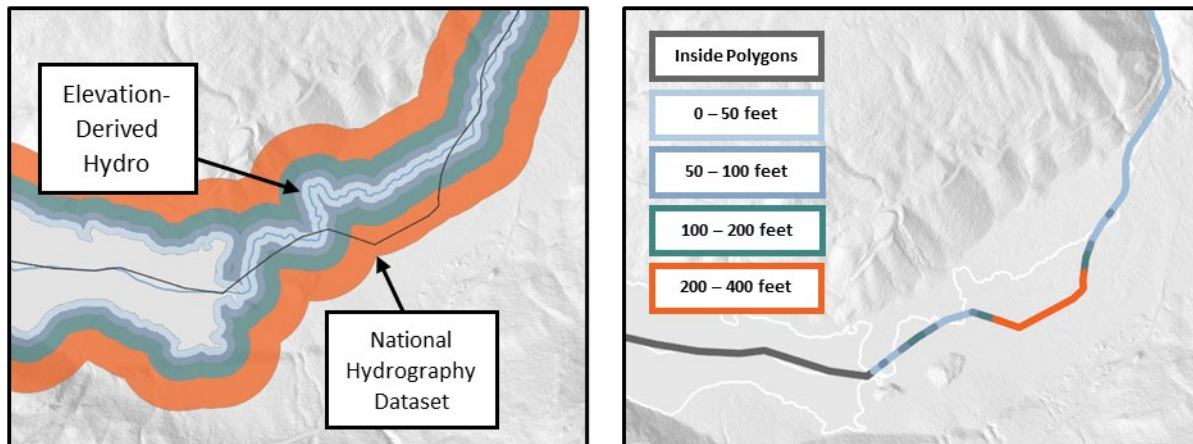 Elevation-
Derived
Hydro
National
Hydrography
Dataset
Inside Polygons
0 – 50 feet
50 – 100 feet
100 – 200 feet
200 – 400 feet